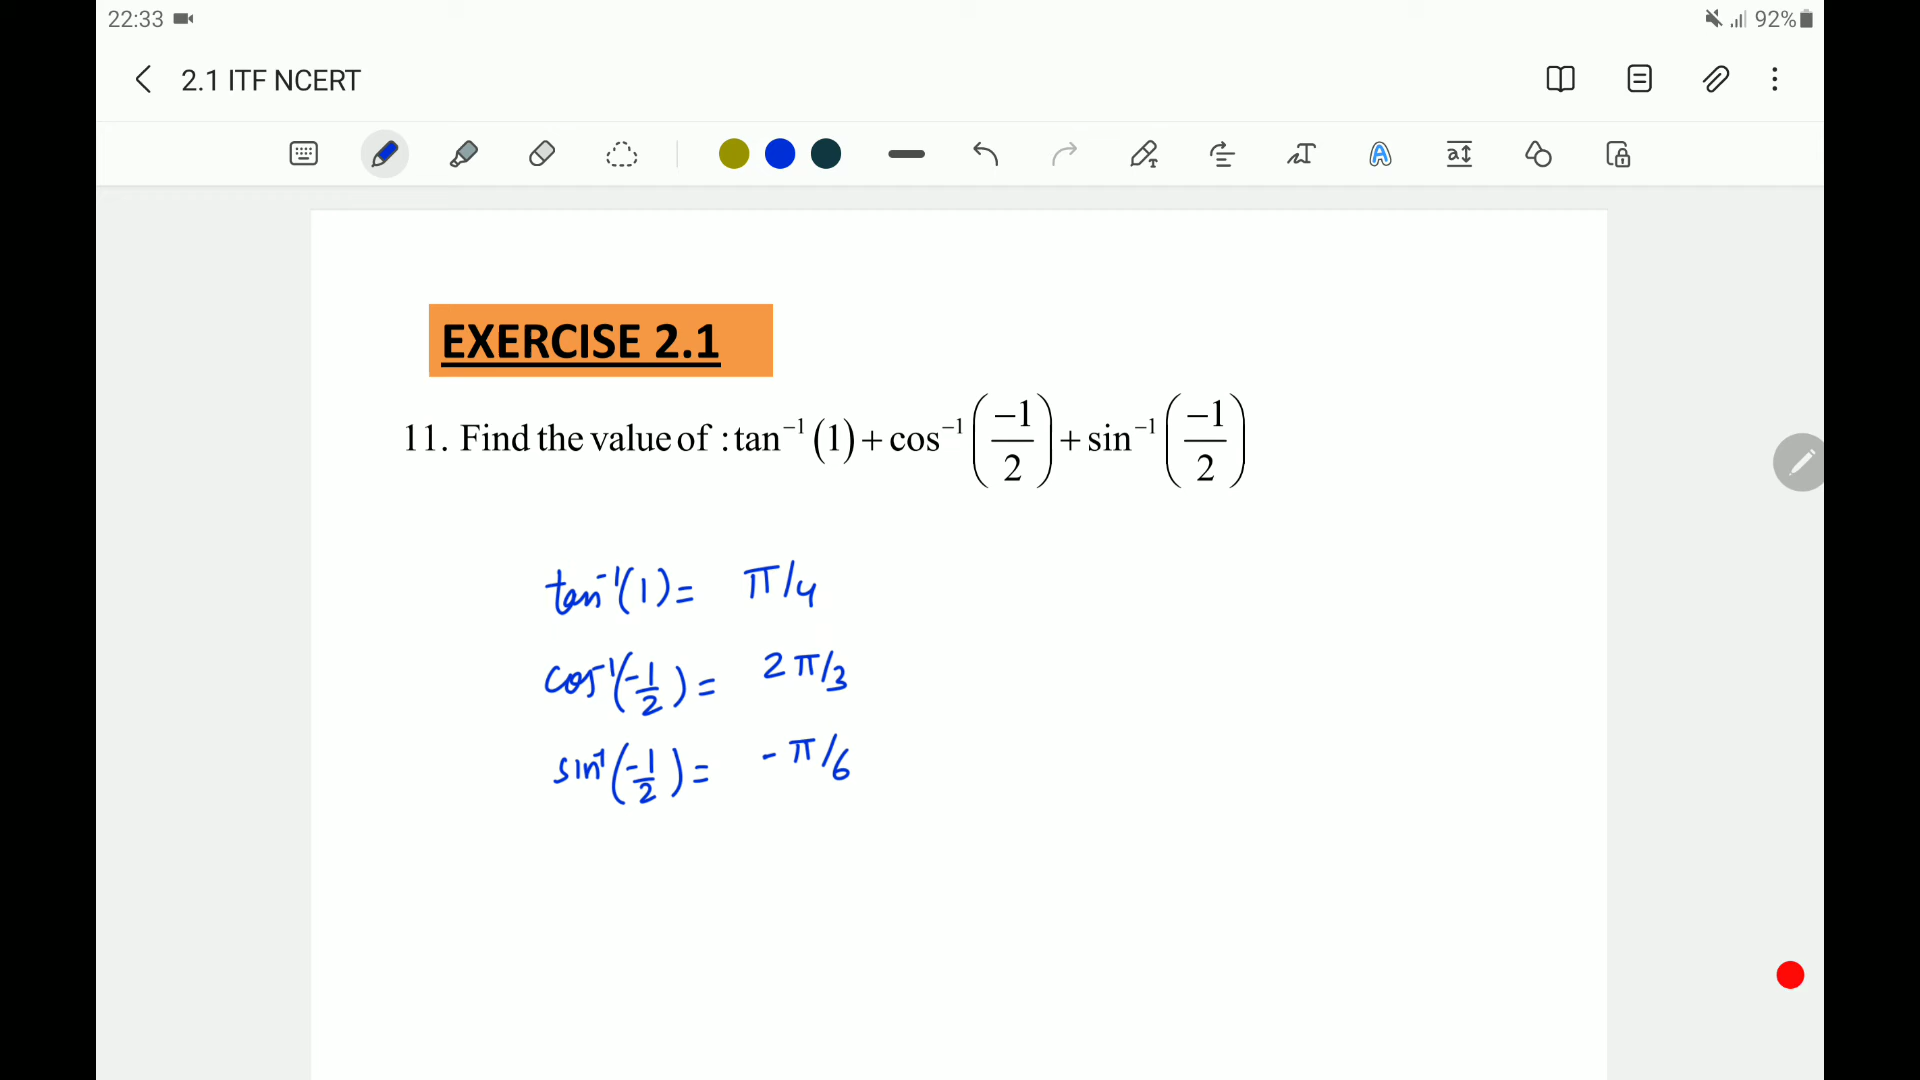 22:33 92%
2.1 ITF NCERT
EXERCISE 2.1
11. Find the value of : tan⁻¹(1) + cos⁻¹(−1/2) + sin⁻¹(−1/2)
tan⁻¹(1) = π/4
cos⁻¹(-1/2) = 2π/3
sin⁻¹(-1/2) = -π/6